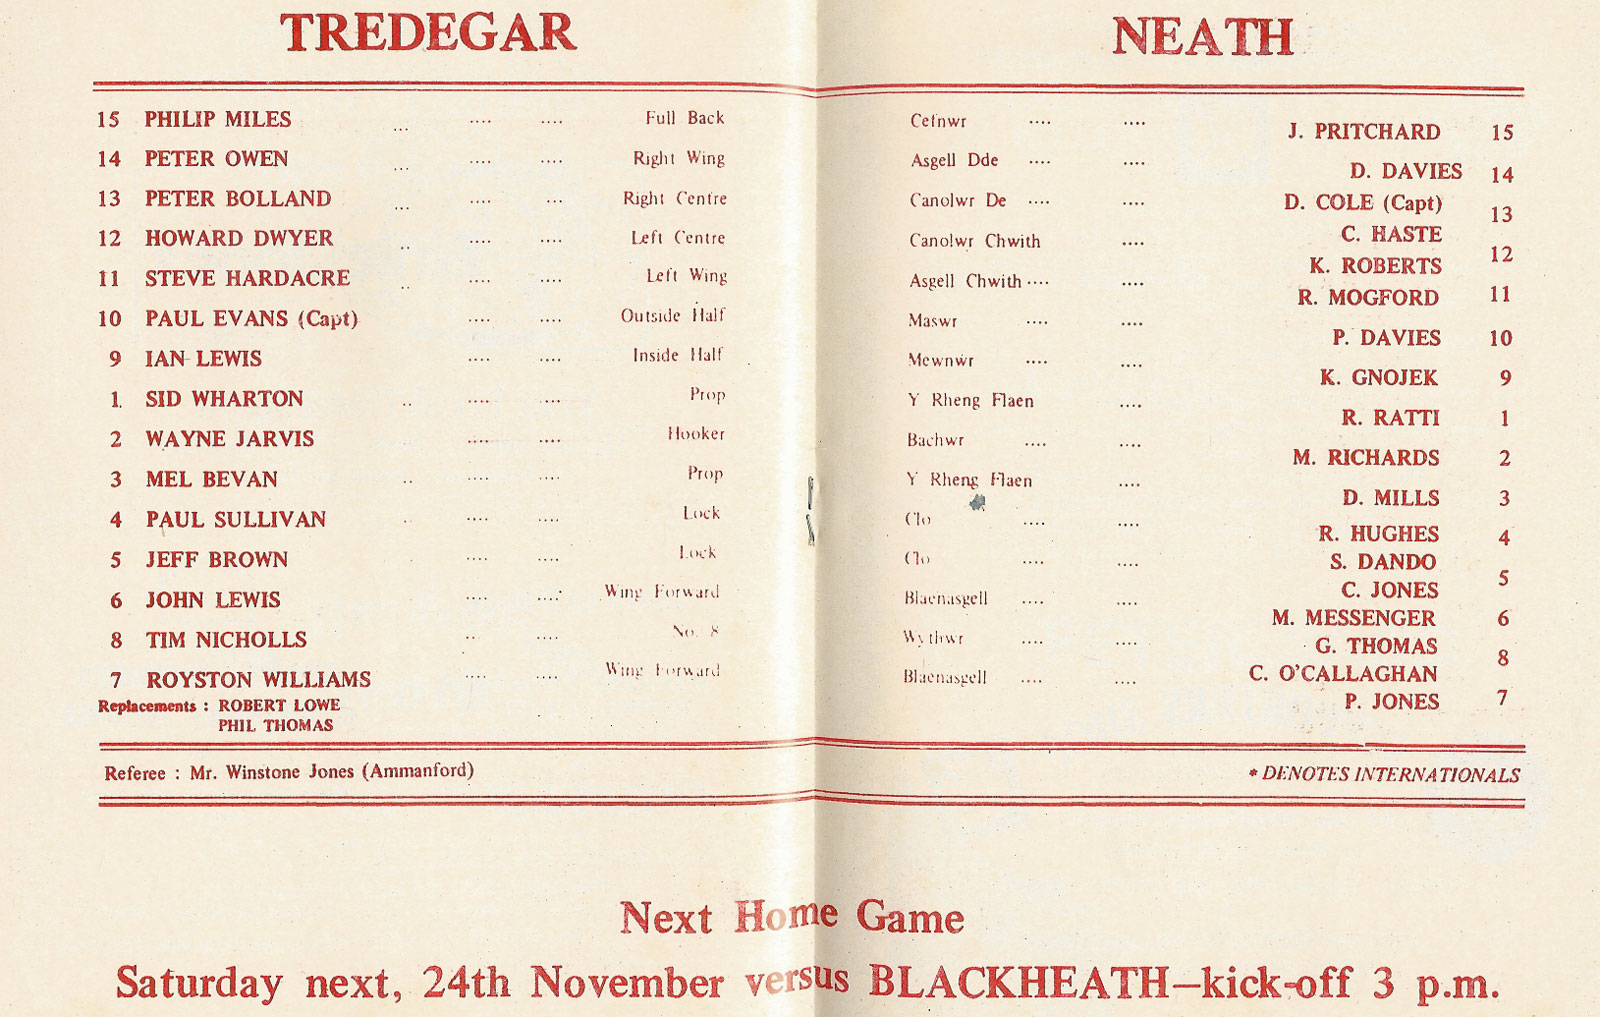 TREDEGAR
15 PHILIP MILES ... .... .... Full Back
14 PETER OWEN ... .... .... Right Wing
13 PETER BOLLAND ... .... ... Right Centre
12 HOWARD DWYER .. .... .... Left Centre
11 STEVE HARDACRE .. .... .... Left Wing
10 PAUL EVANS (Capt) .... .... Outside Half
9 IAN LEWIS .... .... Inside Half
1 SID WHARTON .. .... .... Prop
2 WAYNE JARVIS .... .... Hooker
3 MEL BEVAN .. .... .... Prop
4 PAUL SULLIVAN .. .... .... Lock
5 JEFF BROWN .... .... Lock
6 JOHN LEWIS .... .... Wing Forward
8 TIM NICHOLLS .. .... No. 8
7 ROYSTON WILLIAMS .... .... Wing Forward
Replacements : ROBERT LOWE
PHIL THOMAS
NEATH
Cefnwr .... .... J. PRITCHARD 15
Asgell Dde .... .... D. DAVIES 14
Canolwr De .... .... D. COLE (Capt) 13
Canolwr Chwith .... C. HASTE 12
Asgell Chwith .... .... K. ROBERTS 11
Maswr .... .... R. MOGFORD
P. DAVIES 10
Mewnwr .... .... K. GNOJEK 9
Y Rheng Flaen .... R. RATTI 1
Bachwr .... .... M. RICHARDS 2
Y Rheng Flaen .... D. MILLS 3
Clo .... .... R. HUGHES 4
Clo .... .... S. DANDO 5
C. JONES
Blaenasgell .... .... M. MESSENGER 6
Wythwr .... .... G. THOMAS 8
C. O'CALLAGHAN
Blaenasgell .... .... P. JONES 7
Referee : Mr. Winstone Jones (Ammanford)
* DENOTES INTERNATIONALS
Next Home Game
Saturday next, 24th November versus BLACKHEATH—kick-off 3 p.m.